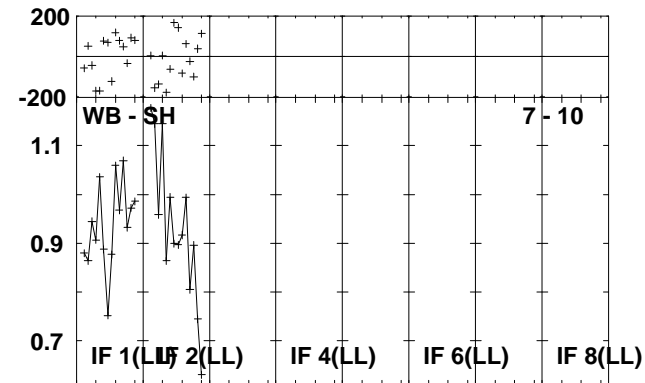 200
-200
WB - SH
7 - 10
1.1
0.9
0.7
IF 1(LL)
IF 2(LL)
IF 4(LL)
IF 6(LL)
IF 8(LL)